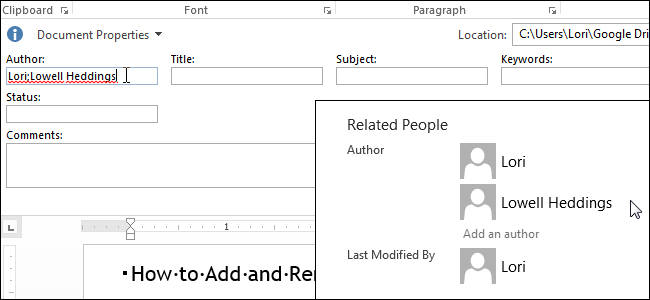 Clipboard Font Paragraph
Document Properties Location: C:\Users\Lori\Google Dri
Author: Title: Subject: Keywords:
Lori;Lowell Heddings
Status:
Comments:
Related People
Author Lori
Lowell Heddings
Add an author
Last Modified By Lori
1
How·to·Add·and·Re